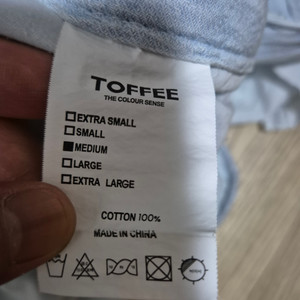 TOFFEE
THE COLOUR SENSE
EXTRA SMALL
SMALL
MEDIUM
LARGE
EXTRA LARGE
COTTON 100%
MADE IN CHINA